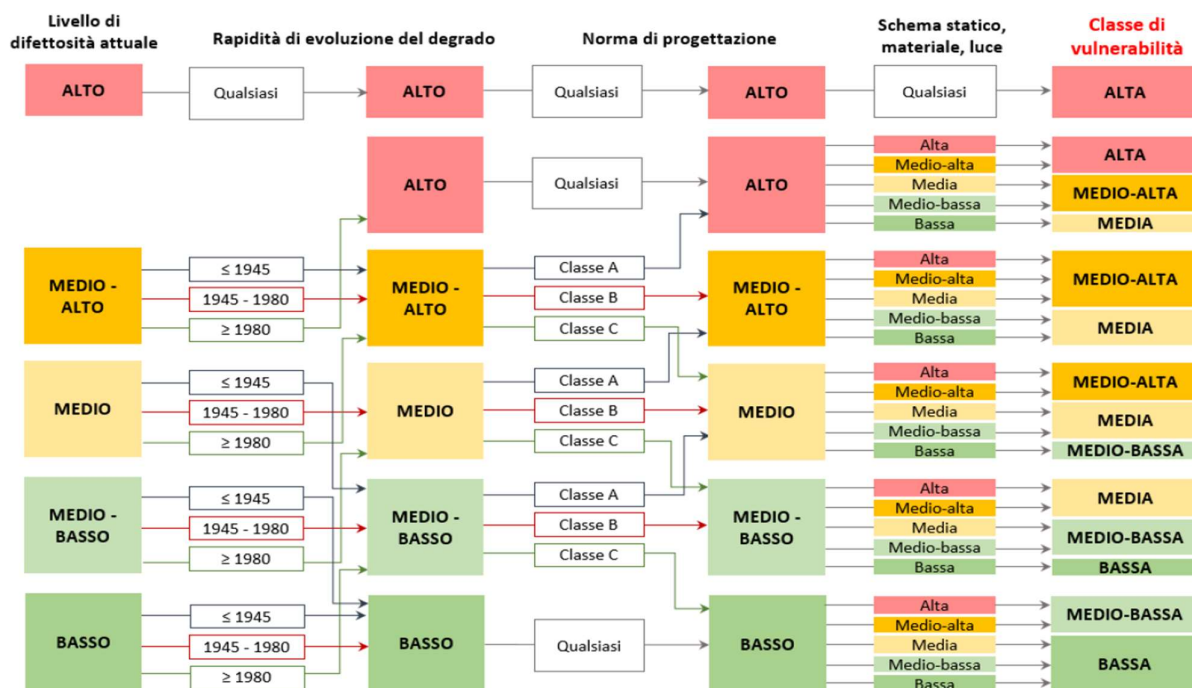 Livello di
difettosità attuale
Rapidità di evoluzione del degrado
Norma di progettazione
Schema statico,
materiale, luce
Classe di
vulnerabilità
ALTO
Qualsiasi
ALTO
Qualsiasi
ALTO
Qualsiasi
ALTA
ALTO
Qualsiasi
ALTO
Alta
Medio-alta
Media
Medio-bassa
Bassa
ALTA
MEDIO-ALTA
MEDIA
MEDIO -
ALTO
≤ 1945
1945 - 1980
≥ 1980
MEDIO -
ALTO
Classe A
Classe B
Classe C
MEDIO -
ALTO
Alta
Medio-alta
Media
Medio-bassa
Bassa
MEDIO-ALTA
MEDIA
MEDIO
≤ 1945
1945 - 1980
≥ 1980
MEDIO
Classe A
Classe B
Classe C
MEDIO
Alta
Medio-alta
Media
Medio-bassa
Bassa
MEDIO-ALTA
MEDIA
MEDIO-BASSA
MEDIO -
BASSO
≤ 1945
1945 - 1980
≥ 1980
MEDIO -
BASSO
Classe A
Classe B
Classe C
MEDIO -
BASSO
Alta
Medio-alta
Media
Medio-bassa
Bassa
MEDIA
MEDIO-BASSA
BASSA
BASSO
≤ 1945
1945 - 1980
≥ 1980
BASSO
Qualsiasi
BASSO
Alta
Medio-alta
Media
Medio-bassa
Bassa
MEDIO-BASSA
BASSA